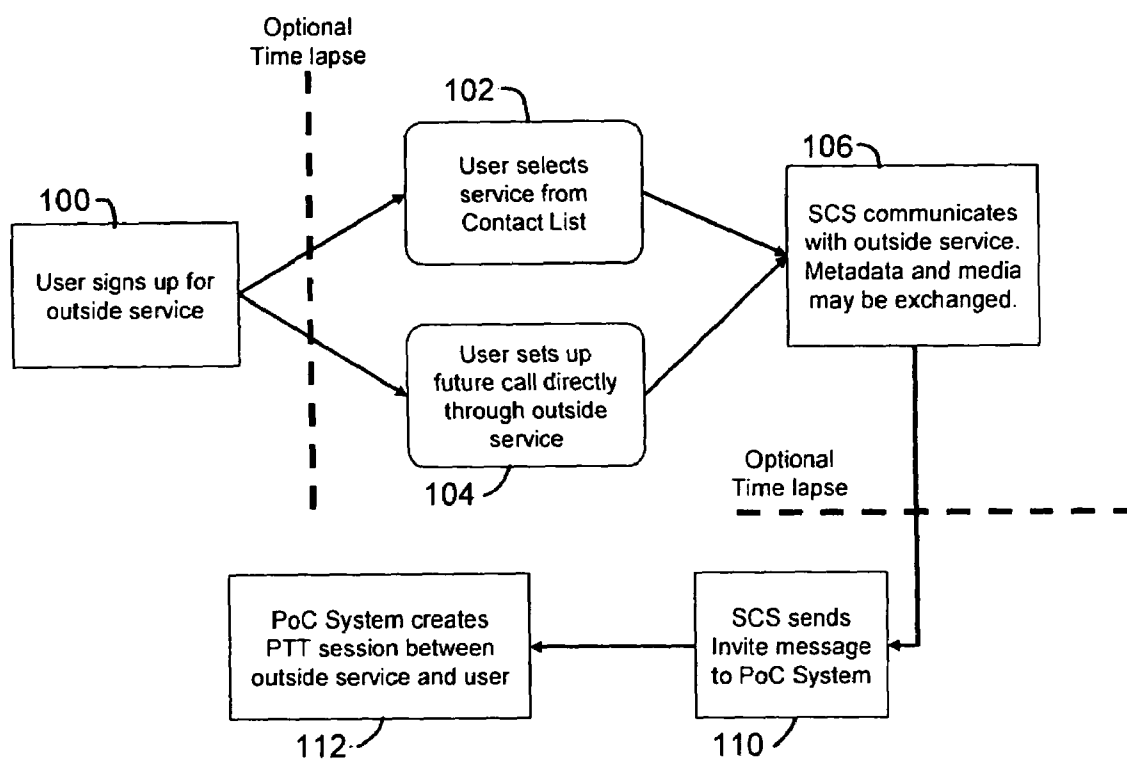 Optional
Time lapse
102
User selects
service from
Contact List
106
SCS communicates
with outside service.
Metadata and media
may be exchanged.
100
User signs up for
outside service
User sets up
future call directly
through outside
service
104
Optional
Time lapse
PoC System creates
PTT session between
outside service and user
112
SCS sends
Invite message
to PoC System
110